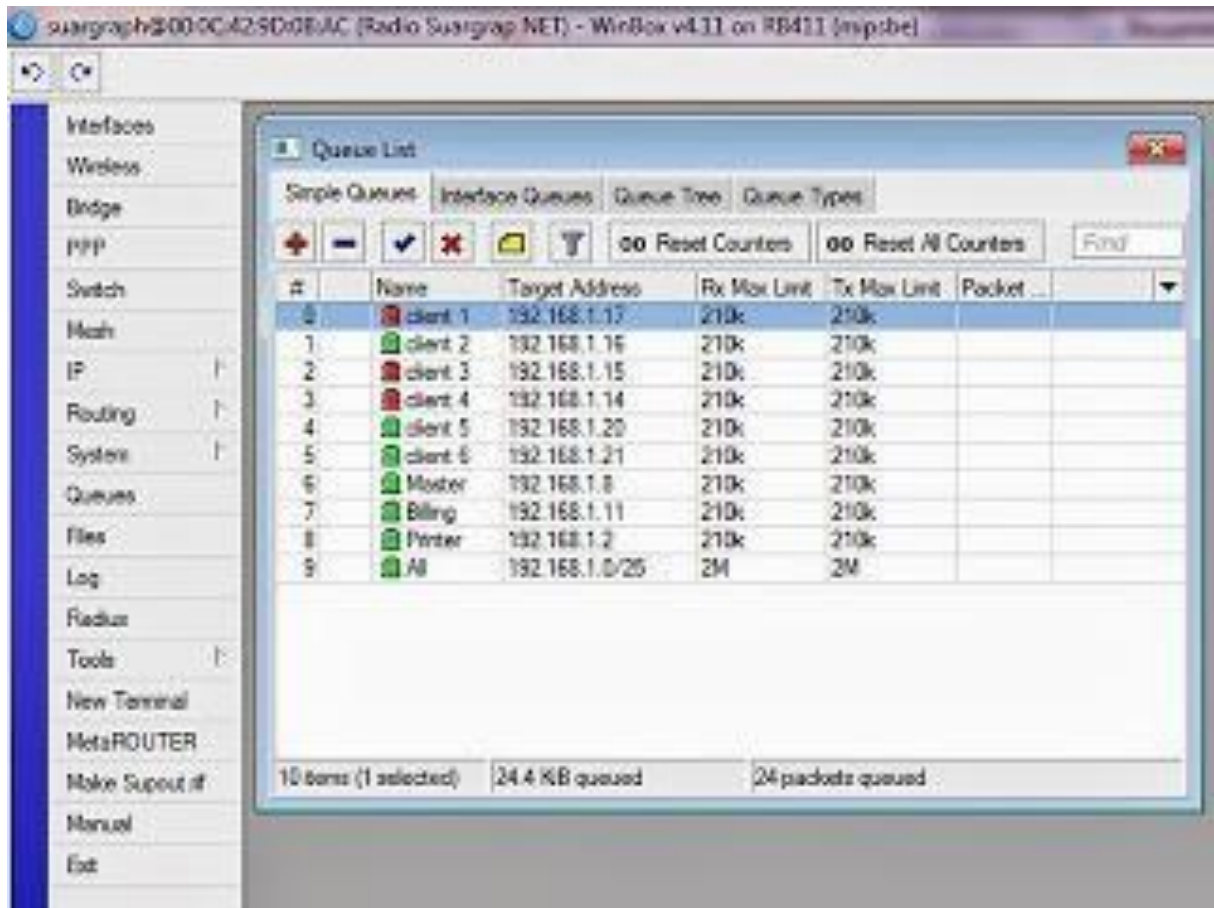 suargraph@00:0C:42:9D:0B:AC (Radio Suargrap NET) - WinBox v4.11 on RB411 (mipsbe)
Interfaces
Wireless
Bridge
PPP
Switch
Mesh
IP
Routing
System
Queues
Files
Log
Radius
Tools
New Terminal
MetaROUTER
Make Supout.rif
Manual
Exit
Queue List
Simple Queues Interface Queues Queue Tree Queue Types
00 Reset Counters 00 Reset All Counters Find
# Name Target Address Rx Max Limit Tx Max Limit Packet ...
0 client 1 192.168.1.17 210k 210k
1 client 2 192.168.1.16 210k 210k
2 client 3 192.168.1.15 210k 210k
3 client 4 192.168.1.14 210k 210k
4 client 5 192.168.1.20 210k 210k
5 client 6 192.168.1.21 210k 210k
6 Master 192.168.1.8 210k 210k
7 Billing 192.168.1.11 210k 210k
8 Printer 192.168.1.2 210k 210k
9 All 192.168.1.0/25 2M 2M
10 items (1 selected) 24.4 KiB queued 24 packets queued